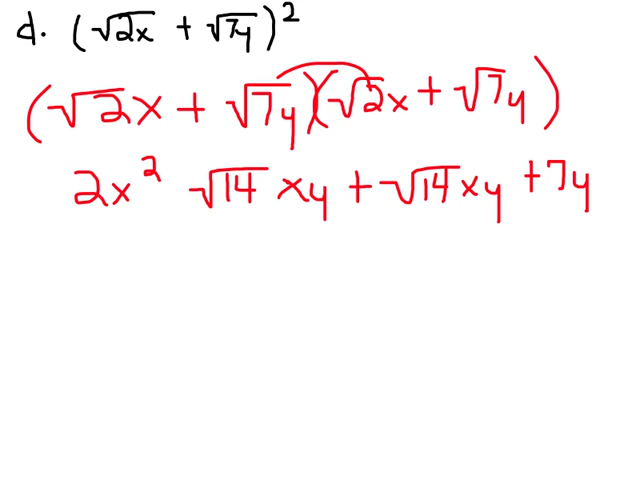 d. (√2x + √7y)²
(√2x + √7y)(√2x + √7y)
2x² √14 xy + √14 xy + 7y